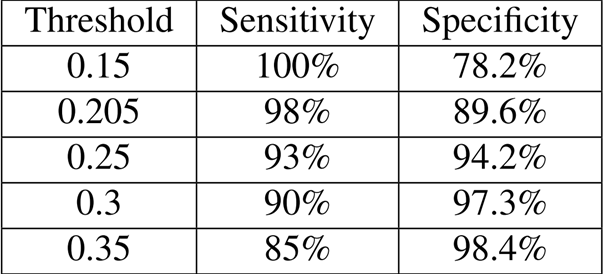 Threshold Sensitivity Specificity
0.15 100% 78.2%
0.205 98% 89.6%
0.25 93% 94.2%
0.3 90% 97.3%
0.35 85% 98.4%